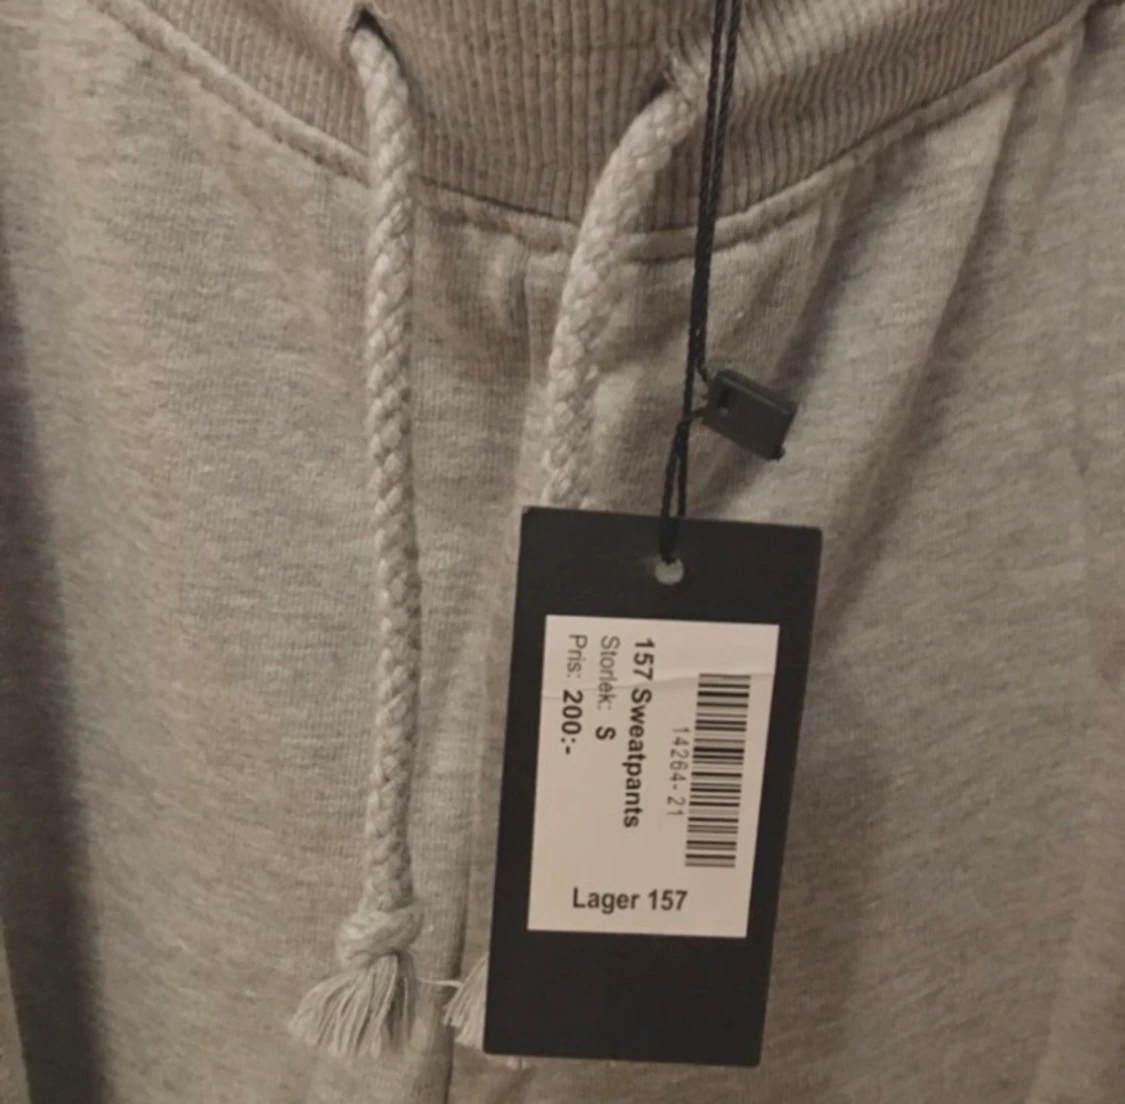 14264-21
157 Sweatpants
Storlek: S
Pris: 200:-
Lager 157